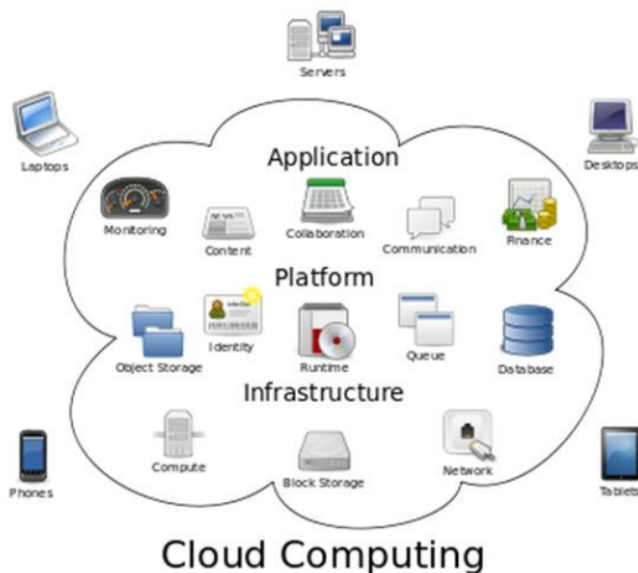 Servers
Laptops
Desktops
Application
Monitoring
Content
Collaboration
Communication
Finance
Platform
Object Storage
Identity
Runtime
Queue
Database
Infrastructure
Compute
Block Storage
Network
Phones
Tablets
Cloud Computing